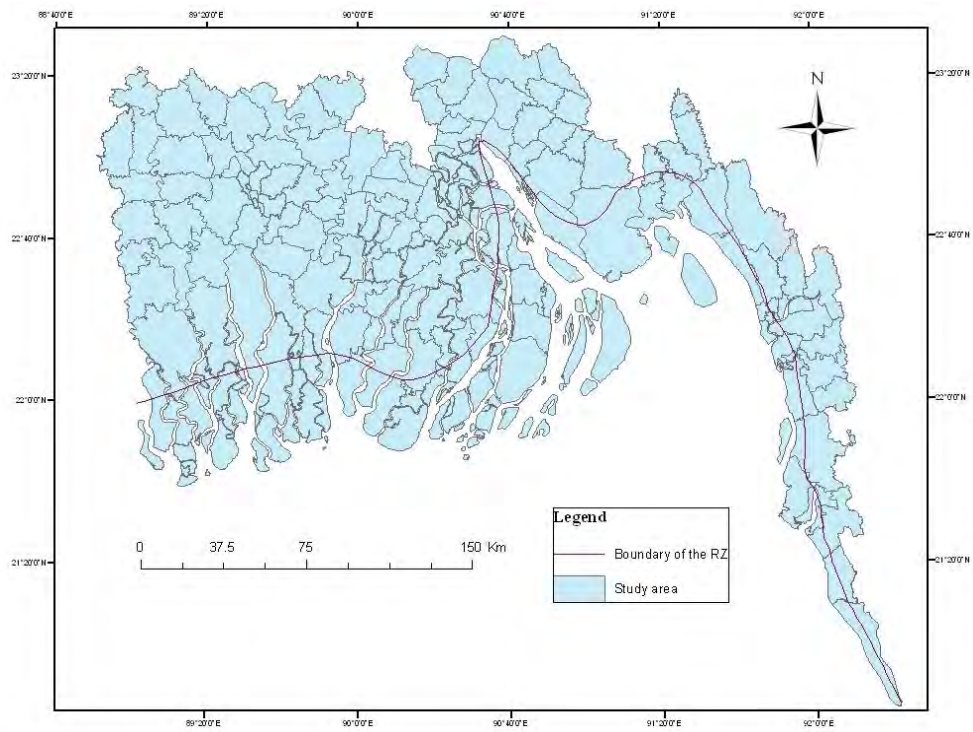 88°40'0"E 89°20'0"E 90°0'0"E 90°40'0"E 91°20'0"E 92°0'0"E
23°20'0"N 23°20'0"N
N
22°40'0"N 22°40'0"N
22°0'0"N 22°0'0"N
Legend
0 37.5 75 150 Km
Boundary of the RZ
21°20'0"N 21°20'0"N
Study area
89°20'0"E 90°0'0"E 90°40'0"E 91°20'0"E 92°0'0"E